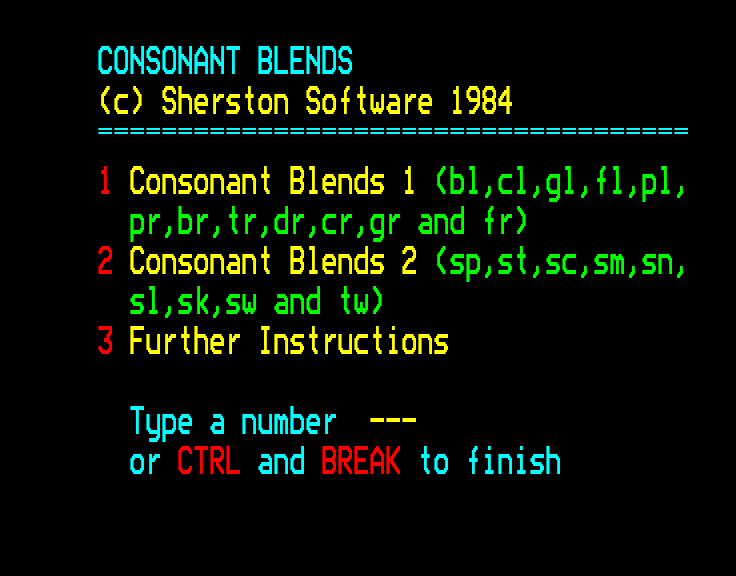 CONSONANT BLENDS
(c) Sherston Software 1984
=====================================
1 Consonant Blends 1 (bl,cl,gl,fl,pl,
pr,br,tr,dr,cr,gr and fr)
2 Consonant Blends 2 (sp,st,sc,sm,sn,
sl,sk,sw and tw)
3 Further Instructions
Type a number ---
or CTRL and BREAK to finish